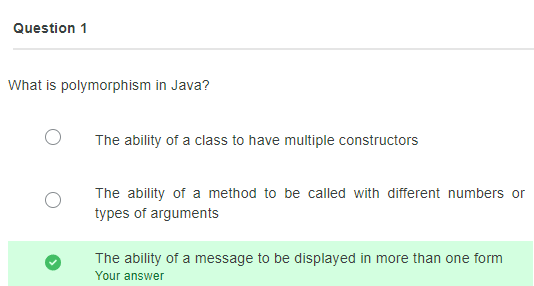 Question 1
What is polymorphism in Java?
The ability of a class to have multiple constructors
The ability of a method to be called with different numbers or
types of arguments
The ability of a message to be displayed in more than one form
Your answer